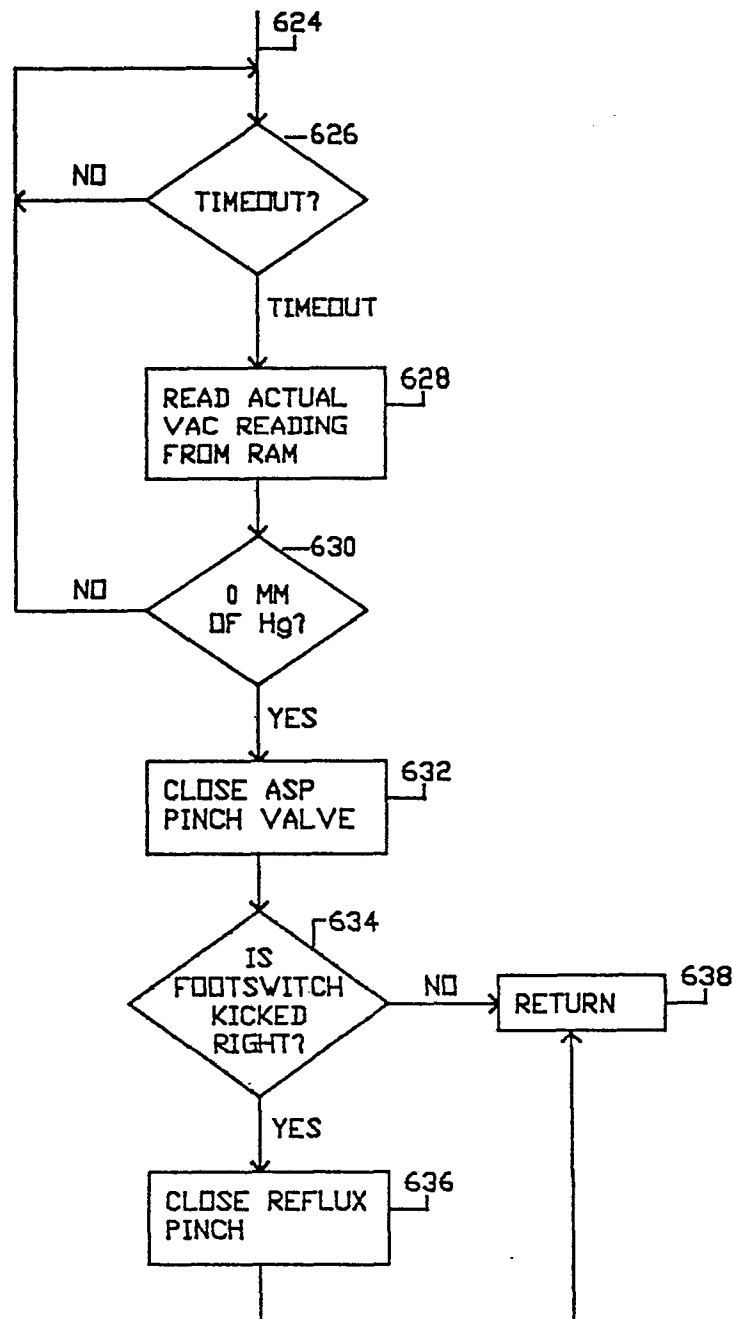 624
626
NO
TIMEOUT?
TIMEOUT
628
READ ACTUAL
VAC READING
FROM RAM
630
NO
0 MM
OF Hg?
YES
632
CLOSE ASP
PINCH VALVE
634
IS
FOOTSWITCH
KICKED
RIGHT?
NO
638
RETURN
YES
636
CLOSE REFLUX
PINCH